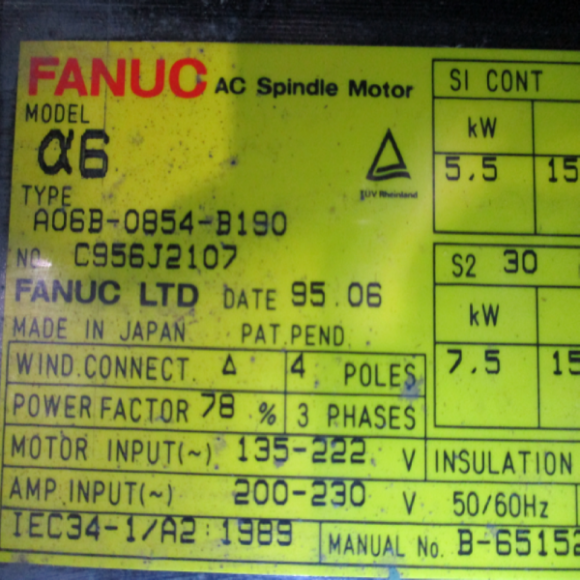 FANUC AC Spindle Motor
MODEL
α6
TYPE
A06B-0854-B190
NO. C956J2107
FANUC LTD DATE 95.06
MADE IN JAPAN PAT.PEND.
TÜV Rheinland
WIND.CONNECT. Δ 4 POLES
POWER FACTOR 78 % 3 PHASES
MOTOR INPUT(~) 135-222 V
AMP.INPUT(~) 200-230 V
IEC34-1/A2:1989
MANUAL No. B-65152
S1 CONT
kW
5,5 15
S2 30
kW
7,5 15
INSULATION
50/60Hz